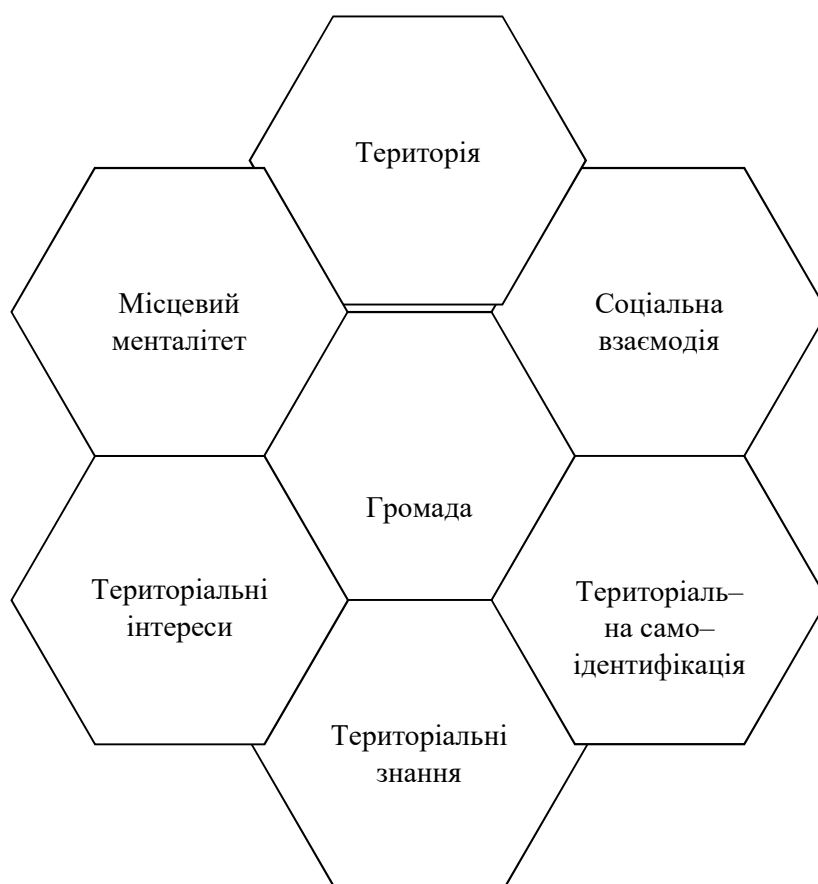 Територія
Місцевий
менталітет
Соціальна
взаємодія
Громада
Територіальні
інтереси
Територіаль–
на само–
ідентифікація
Територіальні
знання